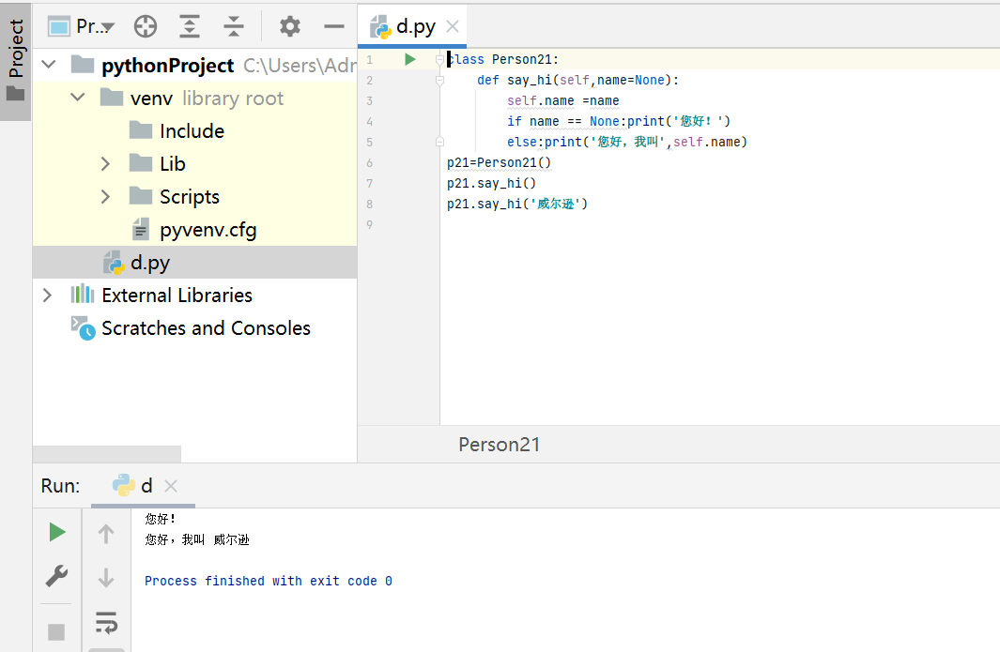 Project
Pr...
pythonProject C:\Users\Adr
venv library root
Include
Lib
Scripts
pyvenv.cfg
d.py
External Libraries
Scratches and Consoles
d.py
1 class Person21:
2 def say_hi(self,name=None):
3 self.name =name
4 if name == None:print('您好!')
5 else:print('您好，我叫',self.name)
6 p21=Person21()
7 p21.say_hi()
8 p21.say_hi('威尔逊')
9
Person21
Run: d
您好!
您好，我叫 威尔逊
Process finished with exit code 0